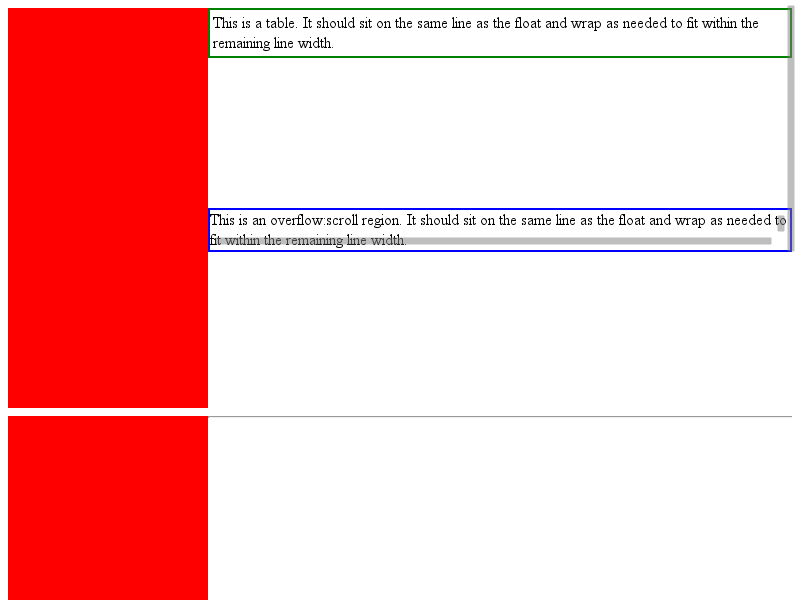 This is a table. It should sit on the same line as the float and wrap as needed to fit within the
remaining line width.
This is an overflow:scroll region. It should sit on the same line as the float and wrap as needed to
fit within the remaining line width.